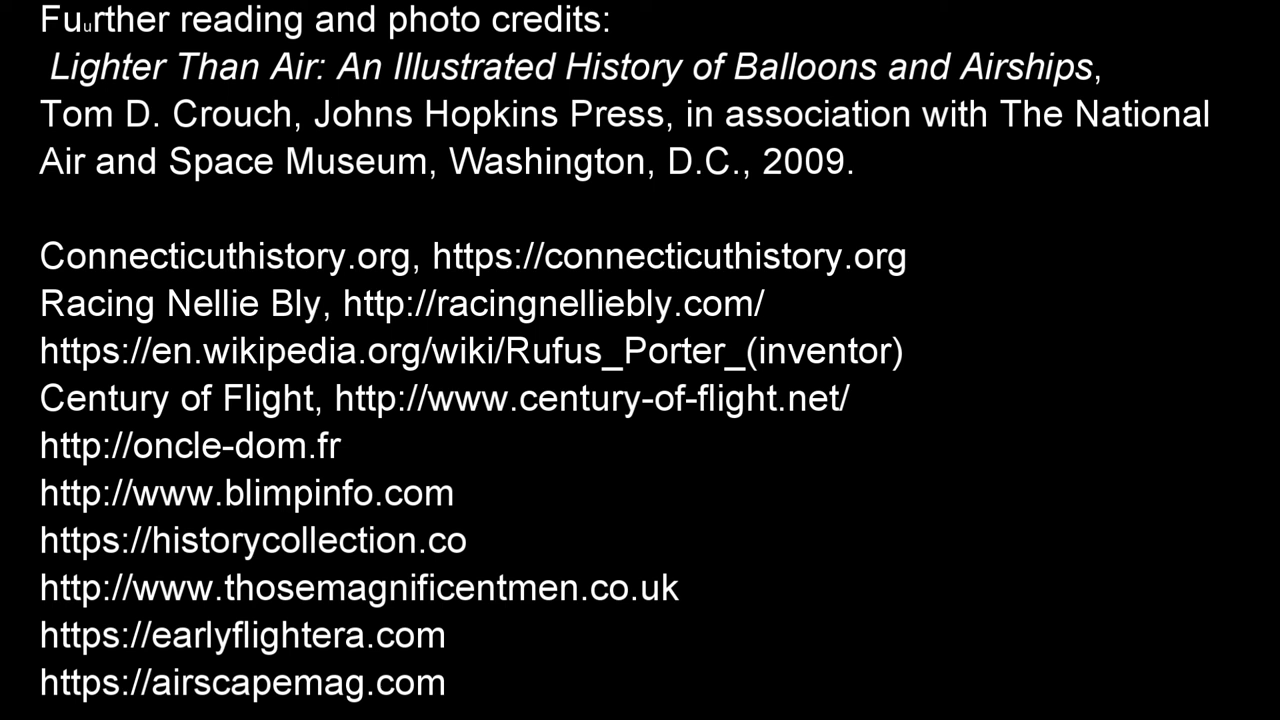 Fuurther reading and photo credits:
Lighter Than Air: An Illustrated History of Balloons and Airships,
Tom D. Crouch, Johns Hopkins Press, in association with The National
Air and Space Museum, Washington, D.C., 2009.
Connecticuthistory.org, https://connecticuthistory.org
Racing Nellie Bly, http://racingnelliebly.com/
https://en.wikipedia.org/wiki/Rufus_Porter_(inventor)
Century of Flight, http://www.century-of-flight.net/
http://oncle-dom.fr
http://www.blimpinfo.com
https://historycollection.co
http://www.thosemagnificentmen.co.uk
https://earlyflightera.com
https://airscapemag.com